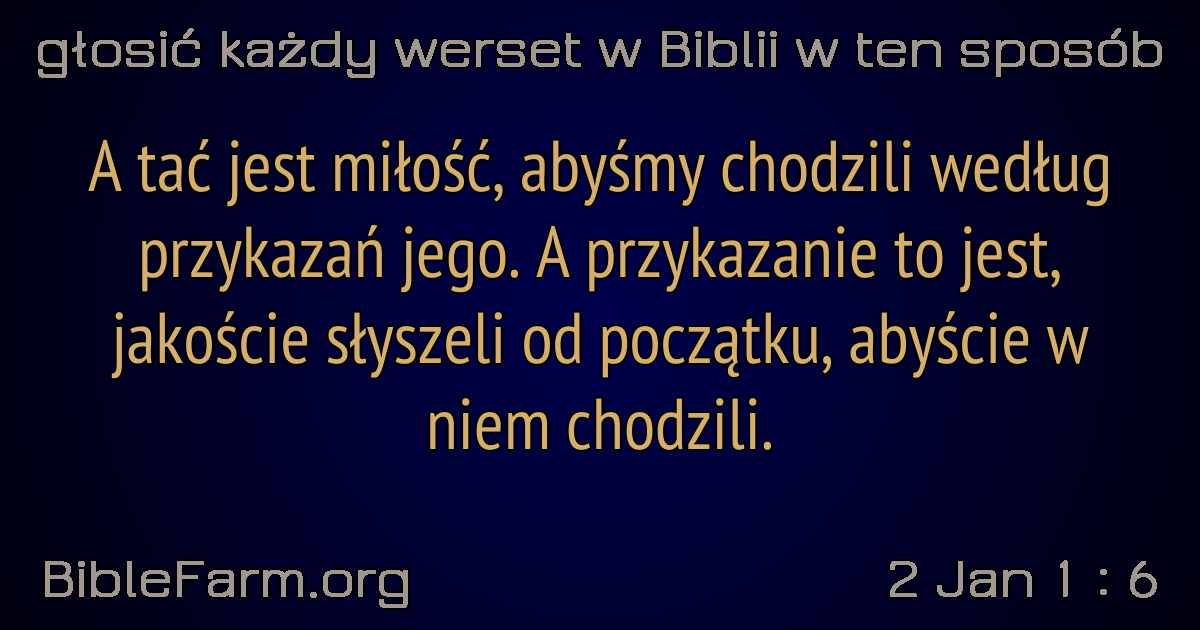 głosić każdy werset w Biblii w ten sposób
A tać jest miłość, abyśmy chodzili według
przykazań jego. A przykazanie to jest,
jakoście słyszeli od początku, abyście w
niem chodzili.
BibleFarm.org
2 Jan 1 : 6